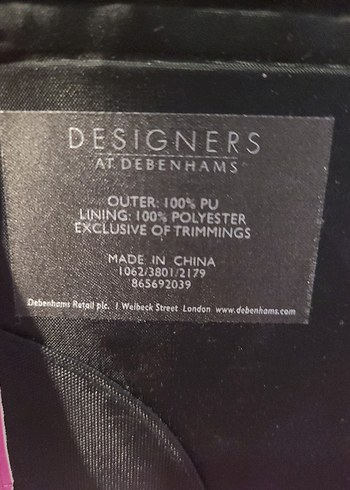 DESIGNERS
AT DEBENHAMS
OUTER: 100% PU
LINING: 100% POLYESTER
EXCLUSIVE OF TRIMMINGS
MADE IN CHINA
1062/3801/2179
865692039
Debenhams Retail plc. 1 Welbeck Street London www.debenhams.com